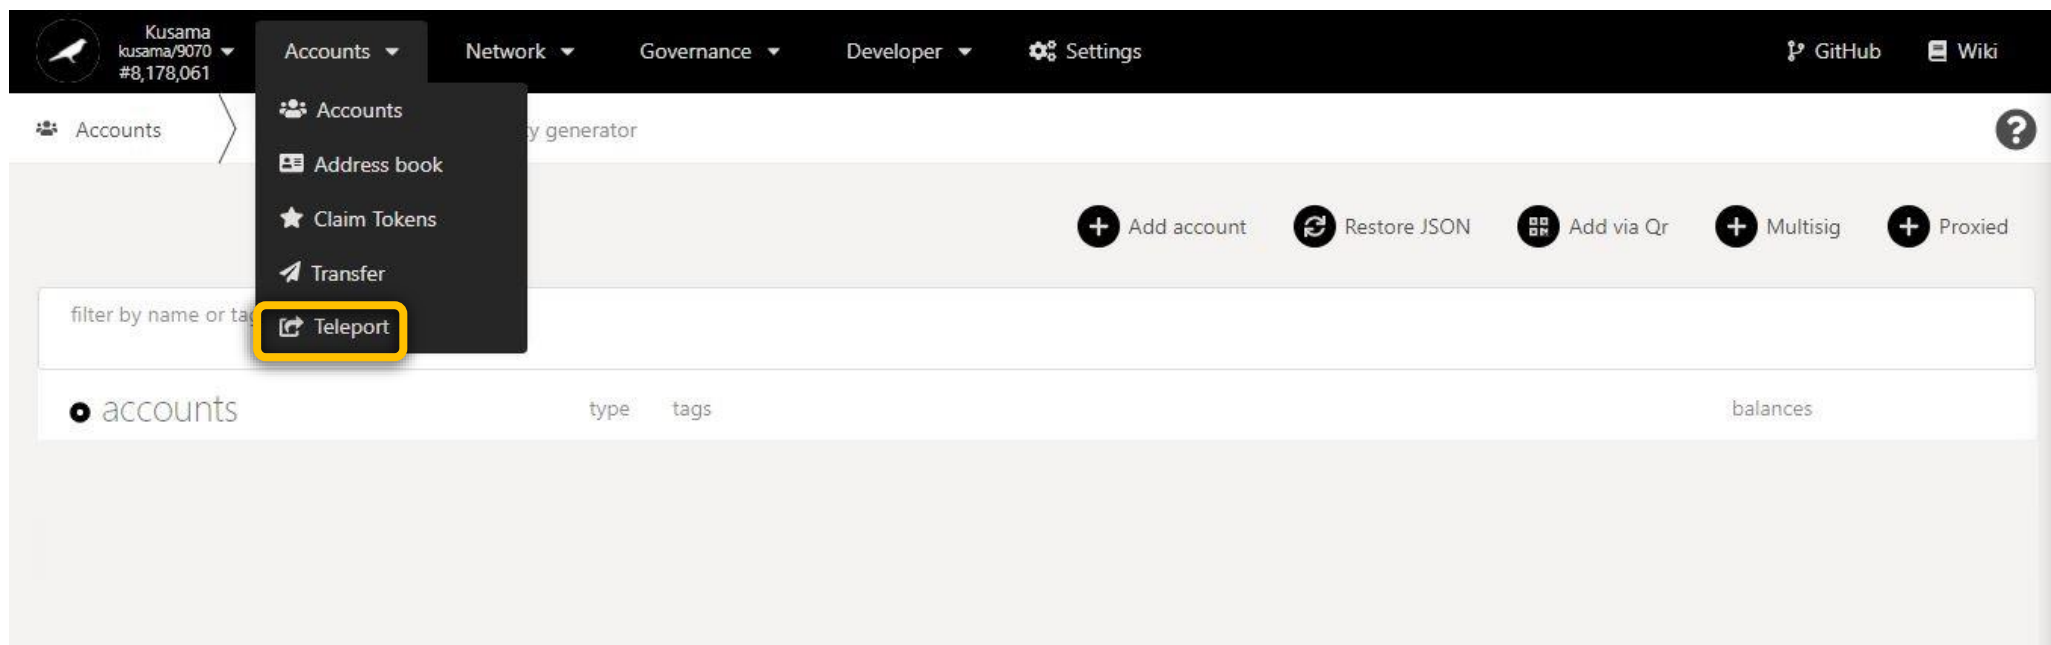 Kusama
kusama/9070
#8,178,061
Accounts
Network
Governance
Developer
Settings
GitHub
Wiki
Accounts
Address book
Claim Tokens
Transfer
Teleport
Accounts
y generator
Add account
Restore JSON
Add via Qr
Multisig
Proxied
filter by name or tag
accounts
type
tags
balances